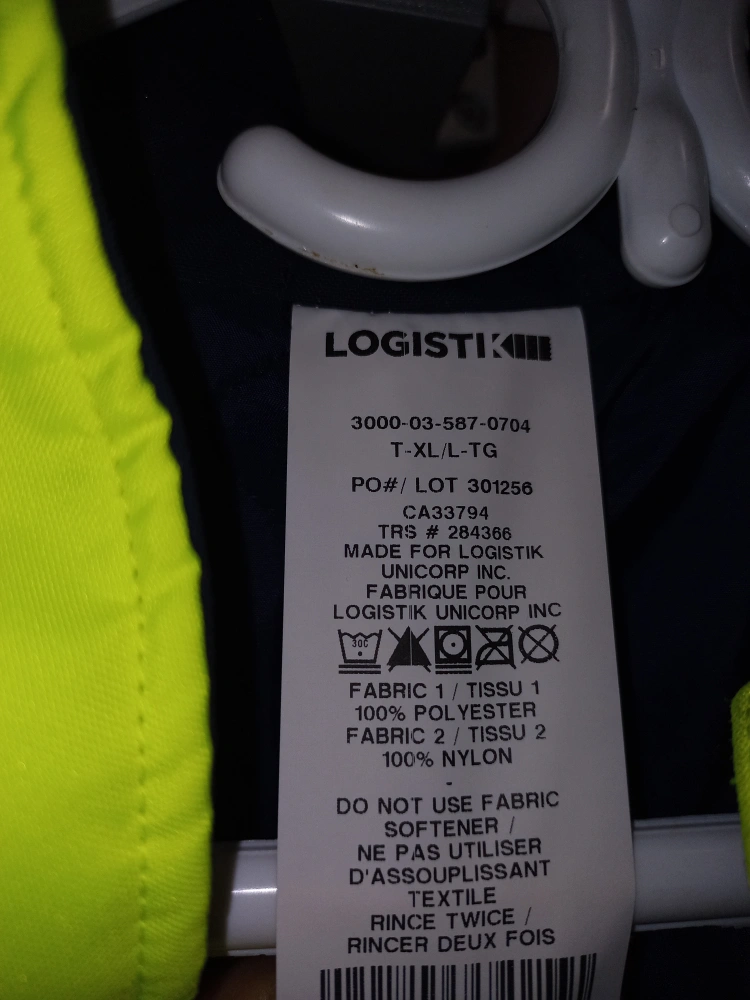 LOGISTIK
3000-03-587-0704
T-XL/L-TG
PO#/ LOT 301256
CA33794
TRS # 284366
MADE FOR LOGISTIK
UNICORP INC.
FABRIQUE POUR
LOGISTIK UNICORP INC
30C
FABRIC 1 / TISSU 1
100% POLYESTER
FABRIC 2 / TISSU 2
100% NYLON
-
DO NOT USE FABRIC
SOFTENER /
NE PAS UTILISER
D'ASSOUPLISSANT
TEXTILE
RINCE TWICE /
RINCER DEUX FOIS